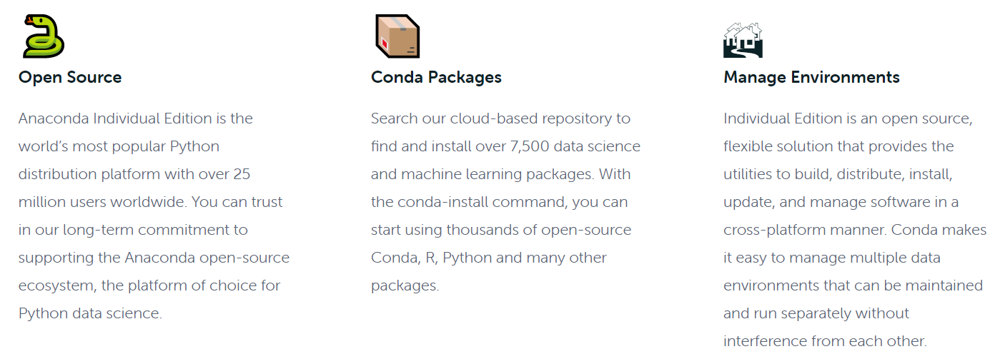 Open Source
Anaconda Individual Edition is the
world’s most popular Python
distribution platform with over 25
million users worldwide. You can trust
in our long-term commitment to
supporting the Anaconda open-source
ecosystem, the platform of choice for
Python data science.
Conda Packages
Search our cloud-based repository to
find and install over 7,500 data science
and machine learning packages. With
the conda-install command, you can
start using thousands of open-source
Conda, R, Python and many other
packages.
Manage Environments
Individual Edition is an open source,
flexible solution that provides the
utilities to build, distribute, install,
update, and manage software in a
cross-platform manner. Conda makes
it easy to manage multiple data
environments that can be maintained
and run separately without
interference from each other.